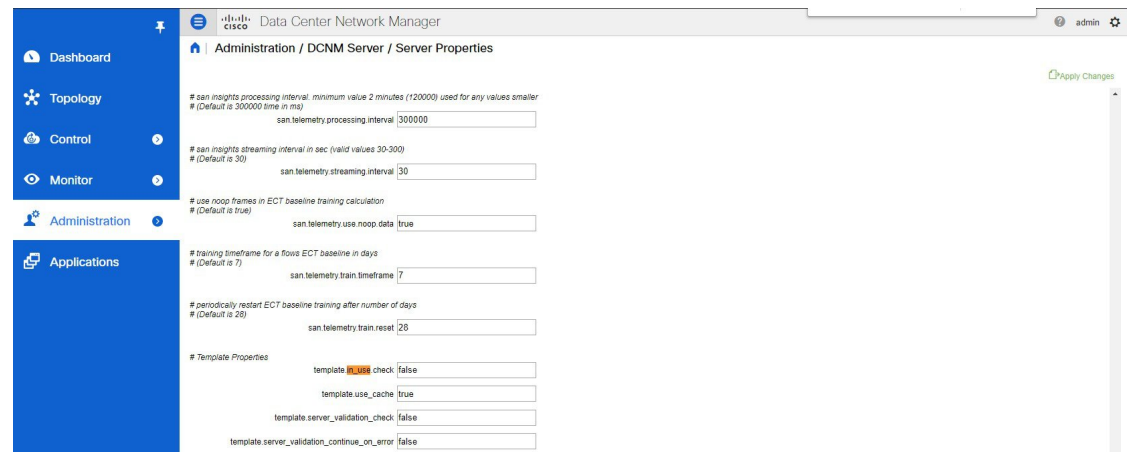 cisco Data Center Network Manager
admin
Administration / DCNM Server / Server Properties
Dashboard
Topology
Control
Monitor
Administration
Applications
Apply Changes
# san insights processing interval. minimum value 2 minutes (120000) used for any values smaller
# (Default is 300000 time in ms)
san.telemetry.processing.interval 300000
# san insights streaming interval in sec (valid values 30-300)
# (Default is 30)
san.telemetry.streaming.interval 30
# use noop frames in ECT baseline training calculation
# (Default is true)
san.telemetry.use.noop.data true
# training timeframe for a flows ECT baseline in days
# (Default is 7)
san.telemetry.train.timeframe 7
# periodically restart ECT baseline training after number of days
# (Default is 28)
san.telemetry.train.reset 28
# Template Properties
template.in_use.check false
template.use_cache true
template.server_validation_check false
template.server_validation_continue_on_error false